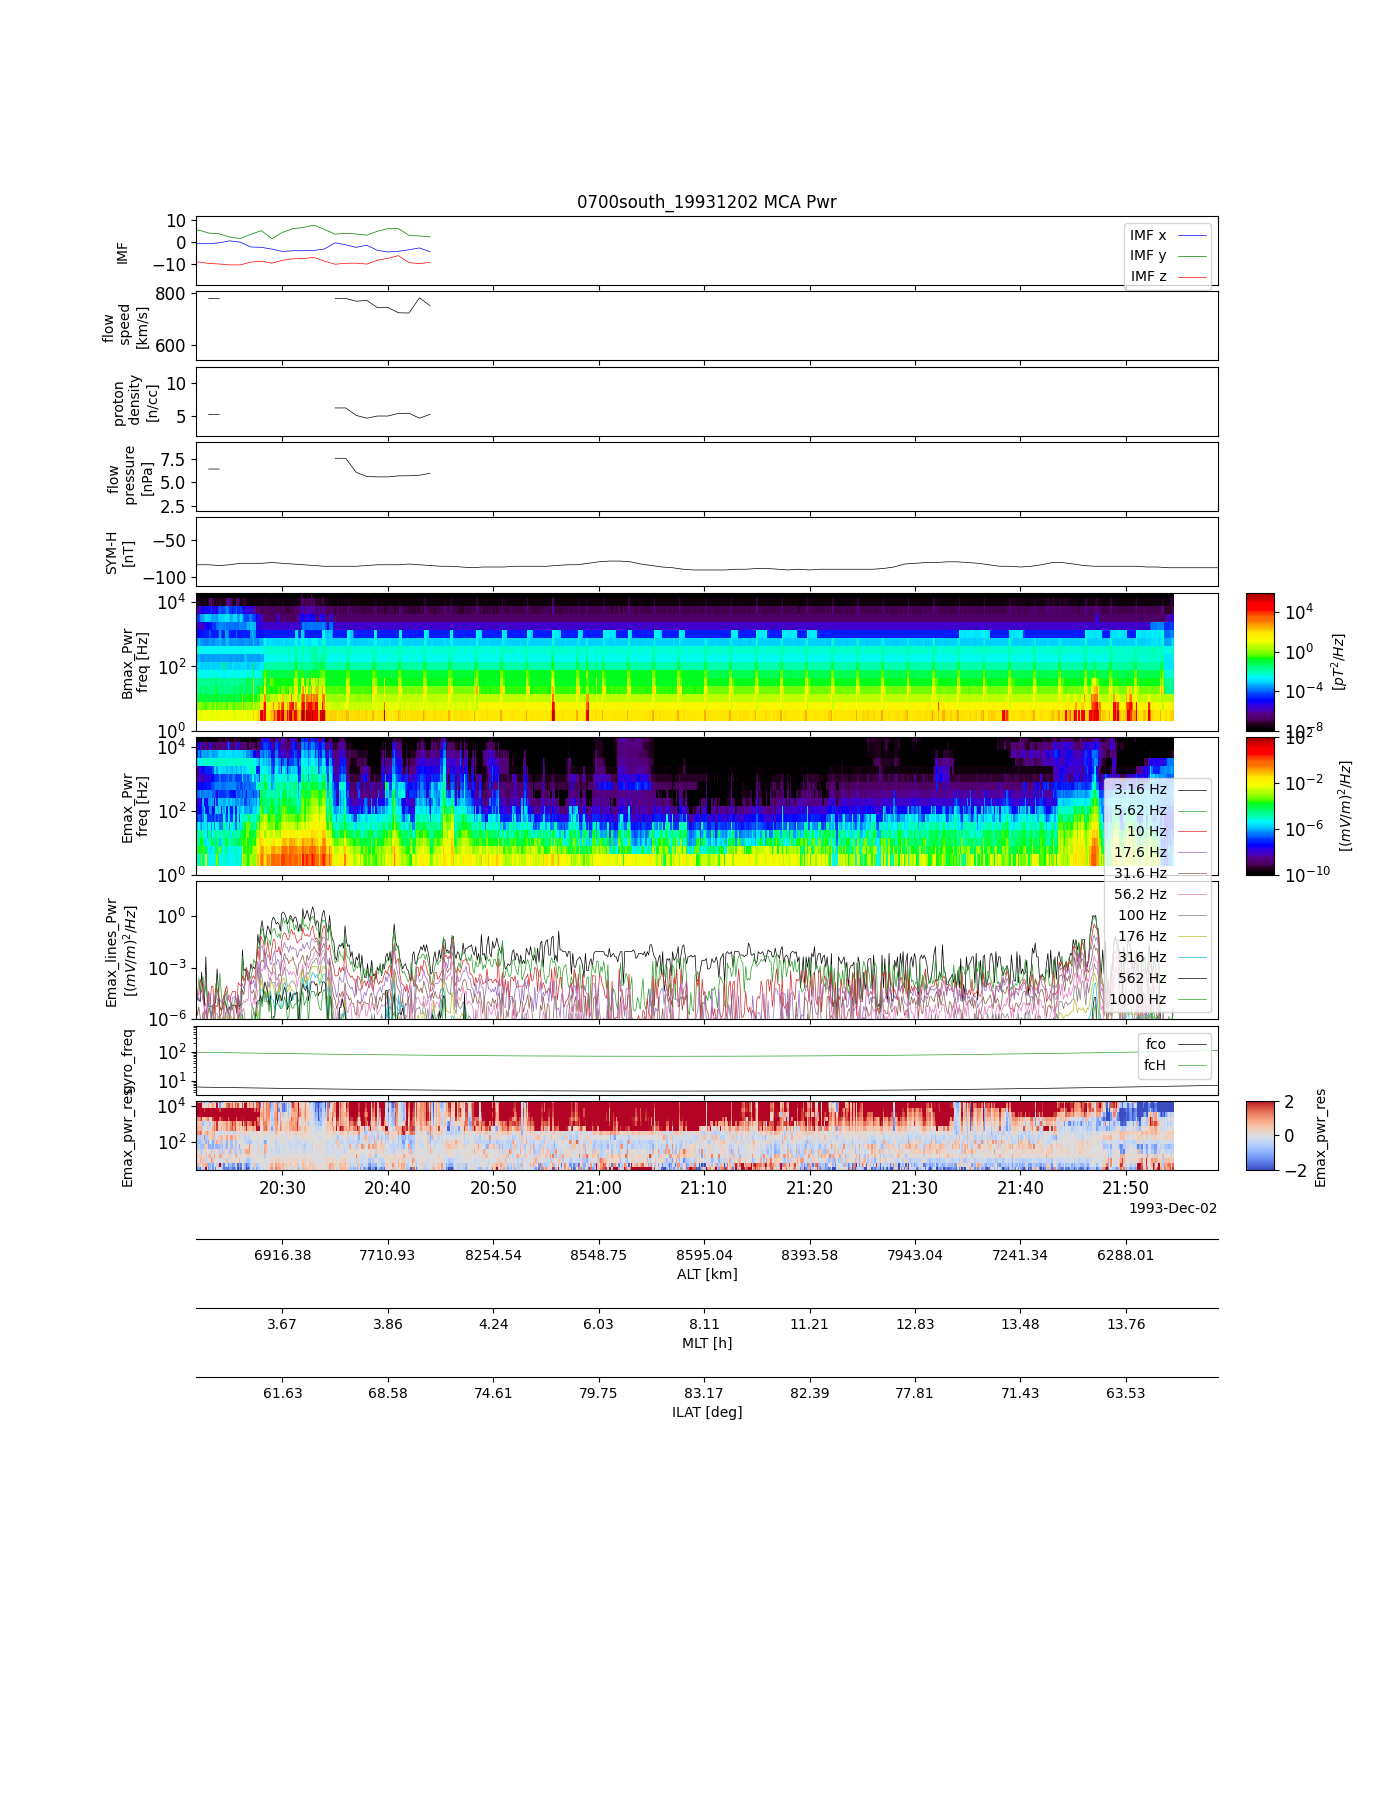 0700south_19931202 MCA Pwr
10
0
−10
IMF
IMF x
IMF y
IMF z
800
600
flow
speed
[km/s]
10
5
proton
density
[n/cc]
7.5
5.0
2.5
flow
pressure
[nPa]
−50
−100
SYM-H
[nT]
10^4
10^2
10^0
Bmax_Pwr
freq [Hz]
10^4
10^0
10^−4
10^−8
[pT^2/Hz]
10^4
10^2
10^0
Emax_Pwr
freq [Hz]
10^2
10^−2
10^−6
10^−10
[(mV/m)^2/Hz]
3.16 Hz
5.62 Hz
10 Hz
17.6 Hz
31.6 Hz
56.2 Hz
100 Hz
176 Hz
316 Hz
562 Hz
1000 Hz
10^0
10^−3
10^−6
Emax_lines_Pwr
[(mV/m)^2/Hz]
10^2
10^1
gyro_freq
fco
fcH
10^4
10^2
Emax_pwr_res
2
0
−2
Emax_pwr_res
20:30 20:40 20:50 21:00 21:10 21:20 21:30 21:40 21:50
1993-Dec-02
6916.38 7710.93 8254.54 8548.75 8595.04 8393.58 7943.04 7241.34 6288.01
ALT [km]
3.67 3.86 4.24 6.03 8.11 11.21 12.83 13.48 13.76
MLT [h]
61.63 68.58 74.61 79.75 83.17 82.39 77.81 71.43 63.53
ILAT [deg]